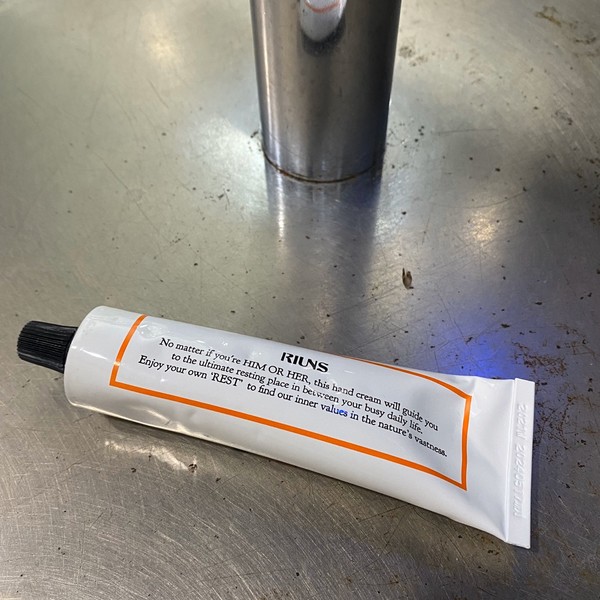 RIUNS
No matter if you're HIM OR HER, this hand cream will guide you
to the ultimate resting place in between your busy daily life.
Enjoy your own 'REST' to find our inner values in the nature's vastness.